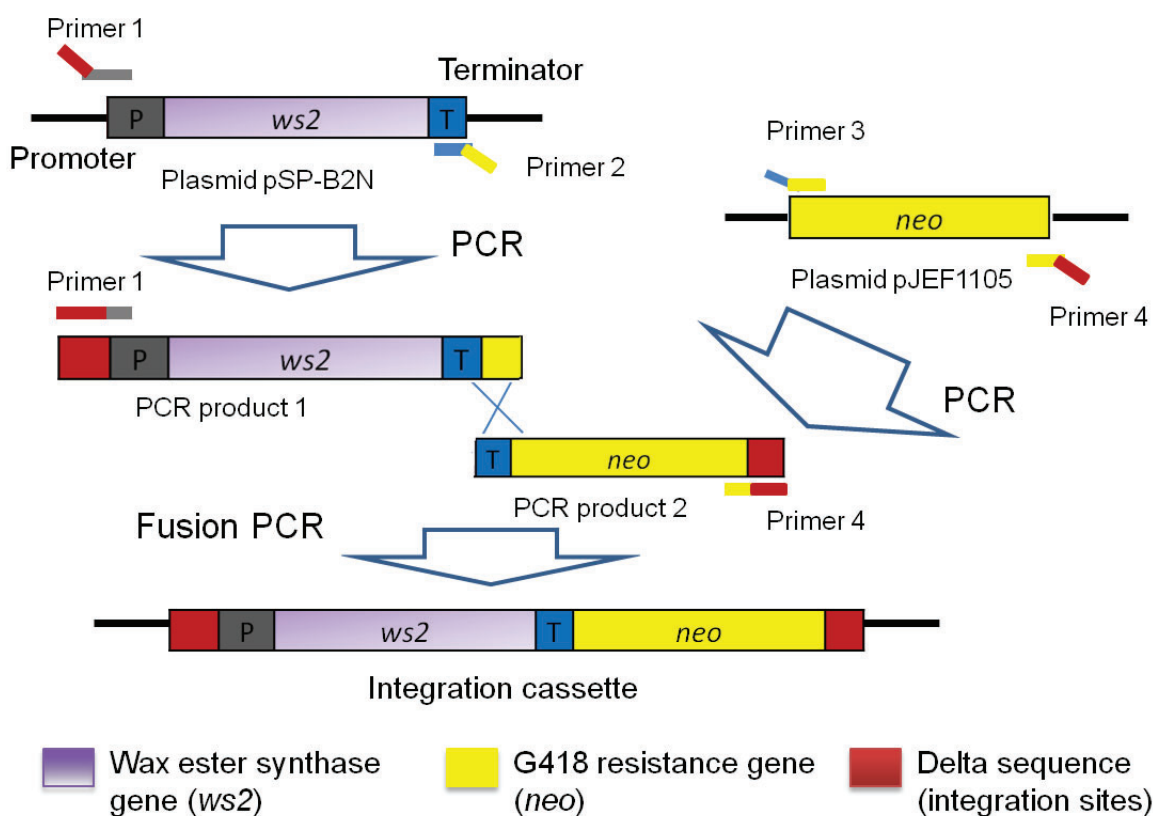 Primer 1
Terminator
P
ws2
T
Promoter
Plasmid pSP-B2N
Primer 2
Primer 3
neo
Plasmid pJEF1105
Primer 4
PCR
Primer 1
P
ws2
T
PCR product 1
PCR
T
neo
PCR product 2
Primer 4
Fusion PCR
P
ws2
T
neo
Integration cassette
Wax ester synthase
gene (ws2)
G418 resistance gene
(neo)
Delta sequence
(integration sites)